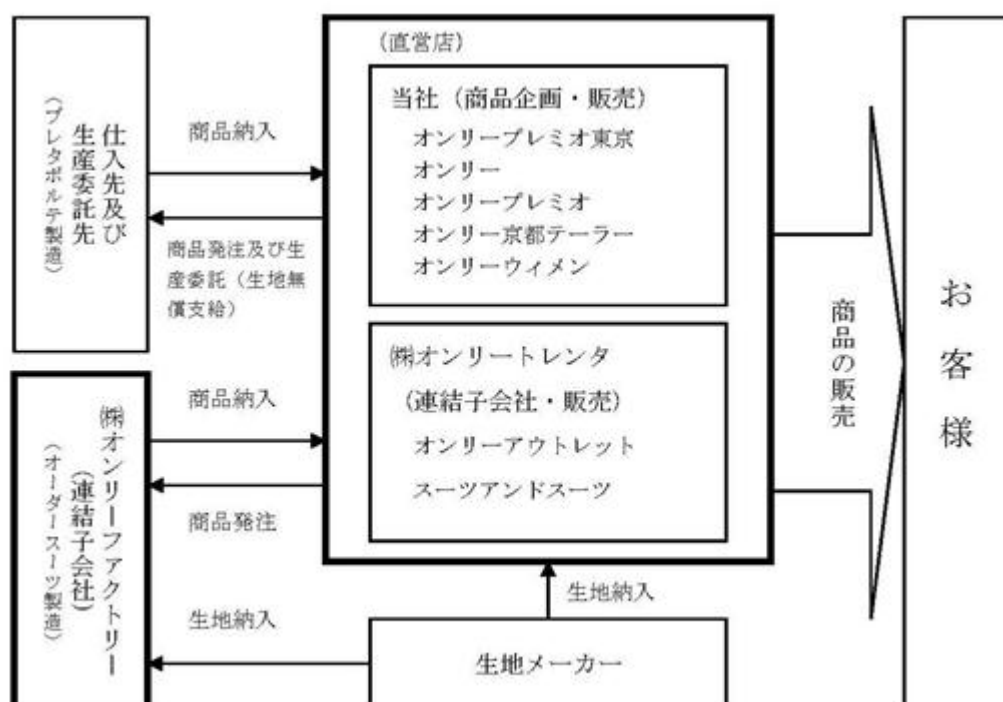 仕入先及び
生産委託先
(プレタポルテ製造)
商品納入
商品発注及び生
産委託（生地無
償支給）
㈱オンリーファクトリー
(連結子会社)
(オーダースーツ製造)
商品納入
商品発注
生地納入
(直営店)
当社（商品企画・販売）
オンリープレミオ東京
オンリー
オンリープレミオ
オンリー京都テーラー
オンリーウィメン
㈱オンリートレンタ
（連結子会社・販売）
オンリーアウトレット
スーツアンドスーツ
生地納入
生地メーカー
商品の販売
お客様